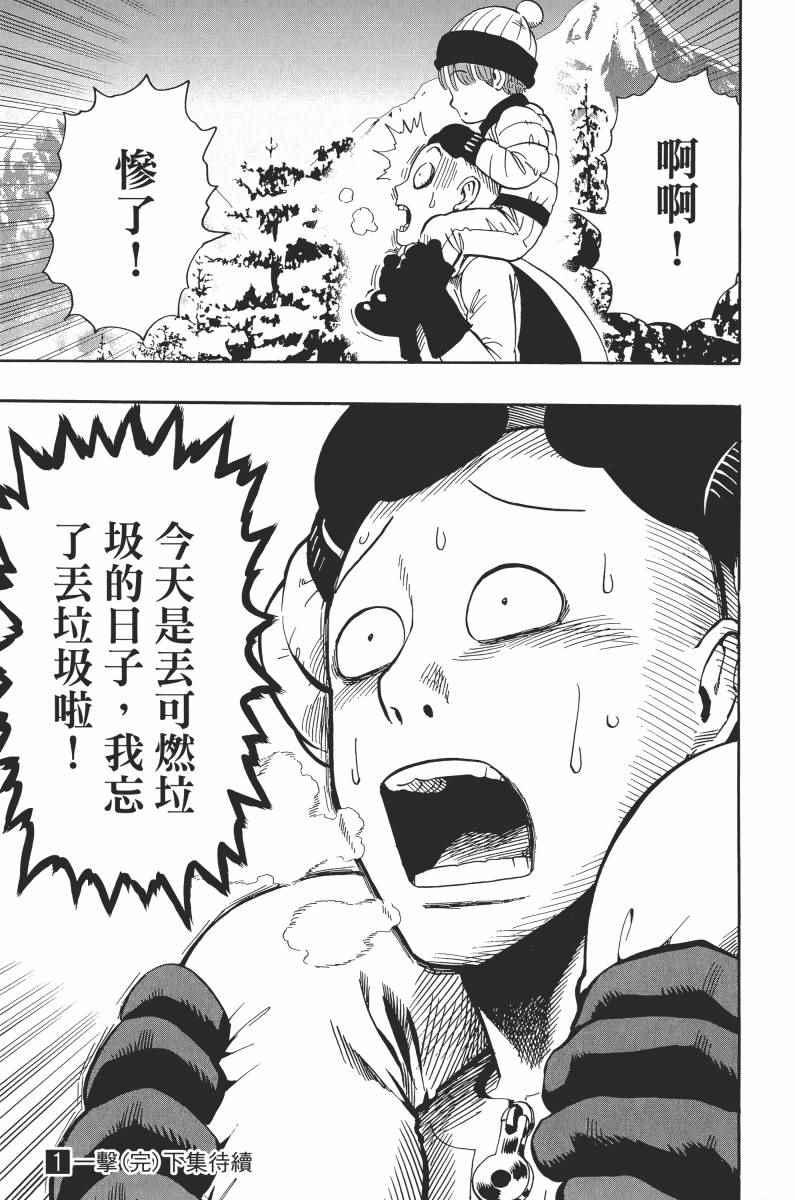 啊啊！
慘了！
今天是丟可燃垃
圾的日子，我忘
了丟垃圾啦！
1 一擊（完）下集待續